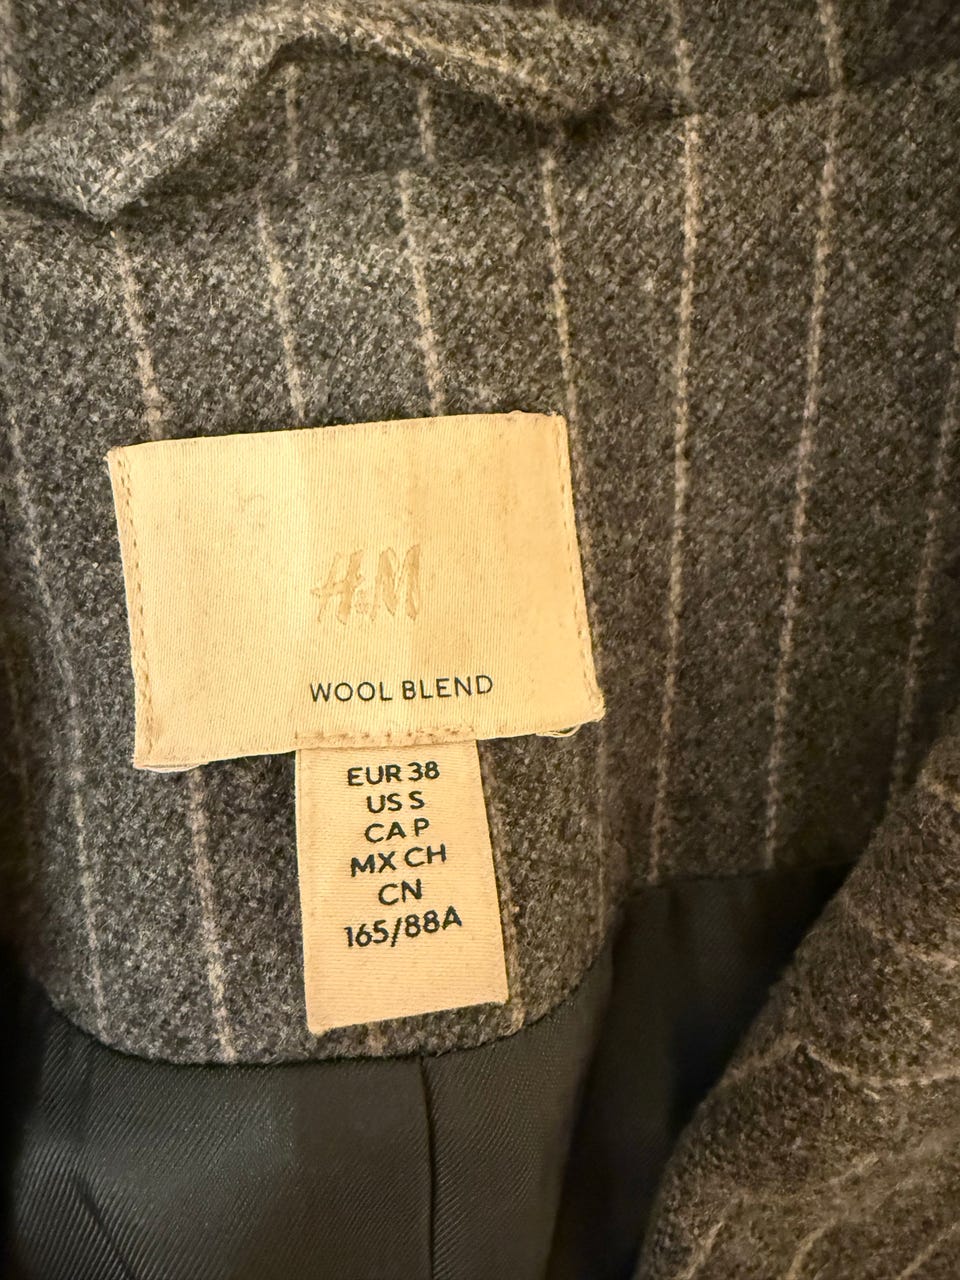 H&M
WOOL BLEND
EUR 38
US S
CA P
MX CH
CN
165/88A